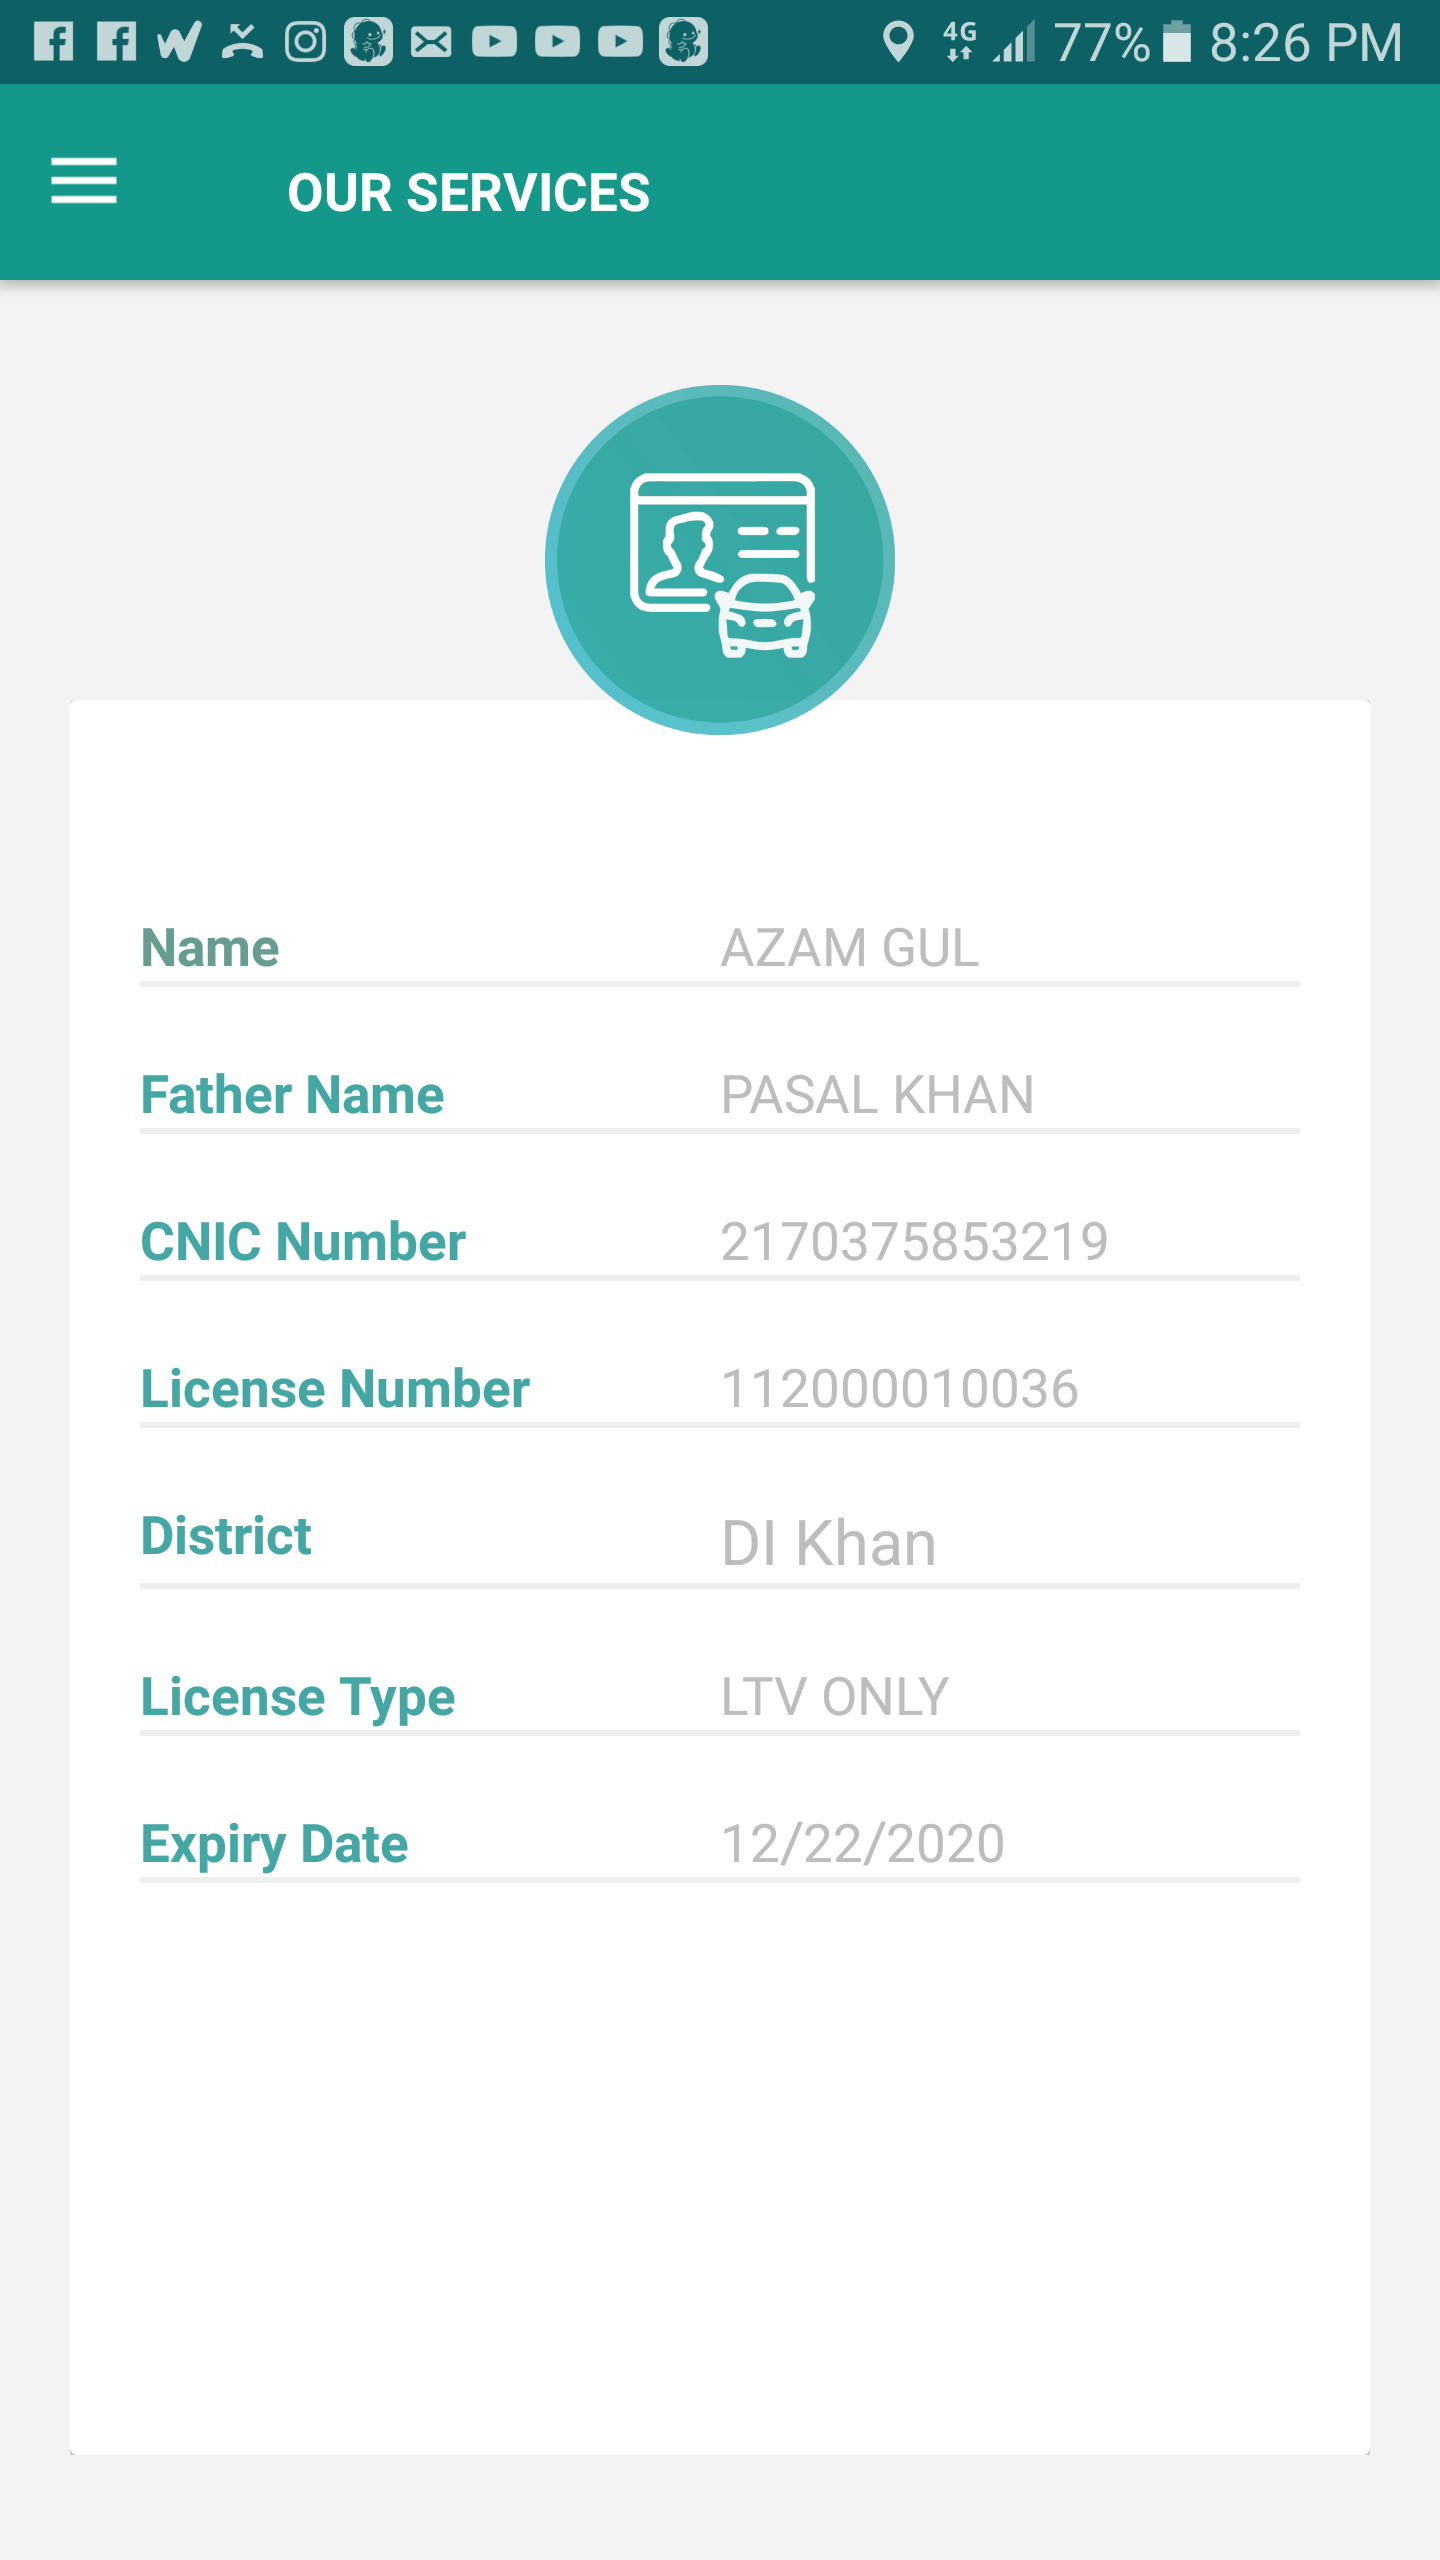 4G 77% 8:26 PM
OUR SERVICES
Name AZAM GUL
Father Name PASAL KHAN
CNIC Number 2170375853219
License Number 112000010036
District DI Khan
License Type LTV ONLY
Expiry Date 12/22/2020